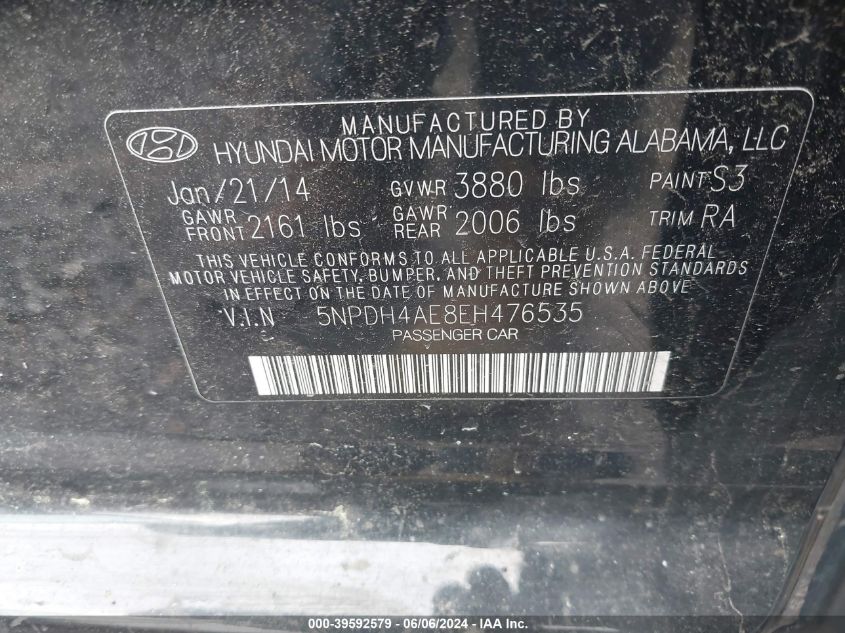 MANUFACTURED BY
HYUNDAI MOTOR MANUFACTURING ALABAMA, LLC
Jan/21/14 GVWR 3880 lbs PAINT S3
GAWR FRONT 2161 lbs GAWR REAR 2006 lbs TRIM RA
THIS VEHICLE CONFORMS TO ALL APPLICABLE U.S.A. FEDERAL
MOTOR VEHICLE SAFETY, BUMPER, AND THEFT PREVENTION STANDARDS
IN EFFECT ON THE DATE OF MANUFACTURE SHOWN ABOVE
V.I.N 5NPDH4AE8EH476535
PASSENGER CAR
000-39592579 - 06/06/2024 - IAA Inc.